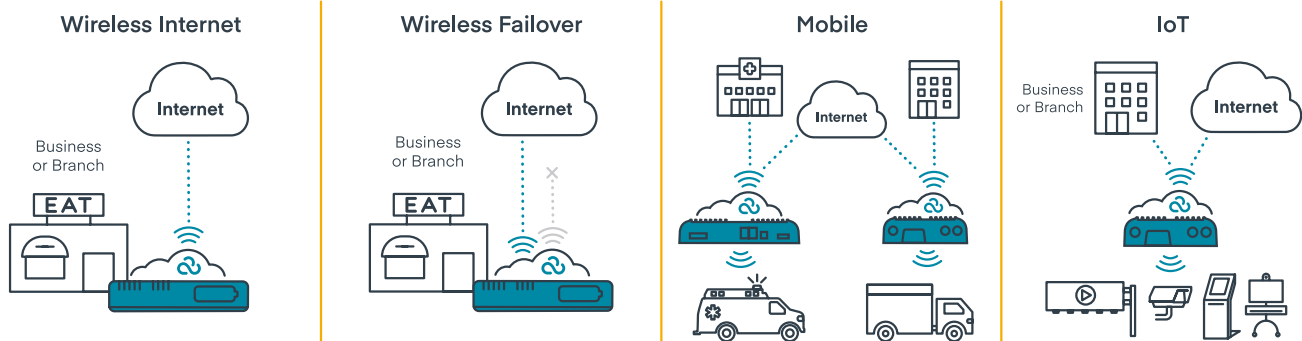 Wireless Internet
Internet
Business
or Branch
EAT
Wireless Failover
Internet
Business
or Branch
EAT
Mobile
Internet
IoT
Business
or Branch
Internet